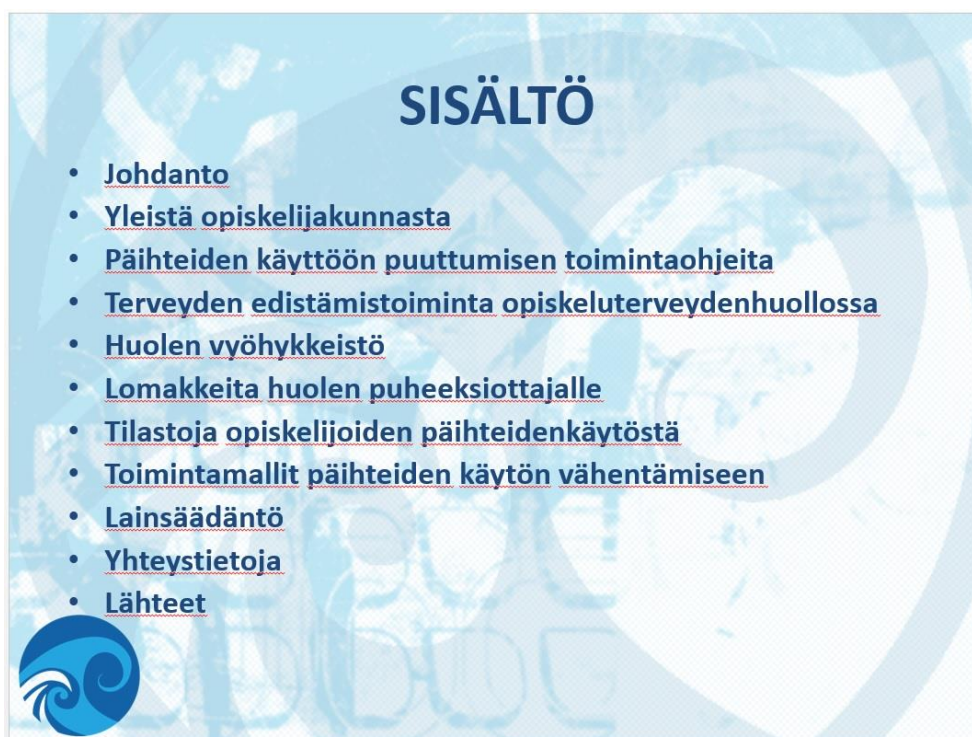 SISÄLTÖ
• Johdanto
• Yleistä opiskelijakunnasta
• Päihteiden käyttöön puuttumisen toimintaohjeita
• Terveyden edistämistoiminta opiskeluterveydenhuollossa
• Huolen vyöhykkeistö
• Lomakkeita huolen puheeksiottajalle
• Tilastoja opiskelijoiden päihteidenkäytöstä
• Toimintamallit päihteiden käytön vähentämiseen
• Lainsäädäntö
• Yhteystietoja
• Lähteet